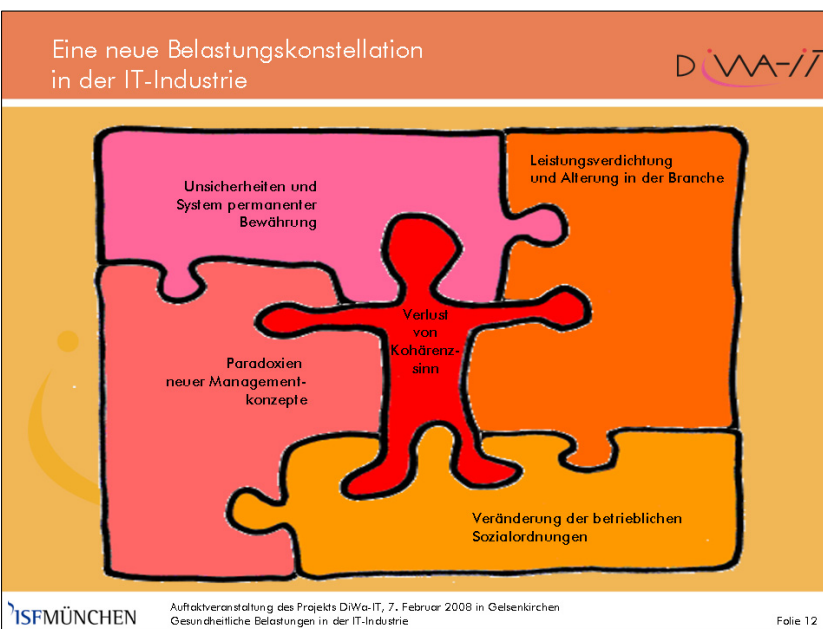 Eine neue Belastungskonstellation
in der IT-Industrie
DiWA-iT
Unsicherheiten und
System permanenter
Bewährung
Leistungsverdichtung
und Alterung in der Branche
Verlust
von
Kohärenz-
sinn
Paradoxien
neuer Management-
konzepte
Veränderung der betrieblichen
Sozialordnungen
ISFMÜNCHEN
Auftaktveranstaltung des Projekts DiWa-IT, 7. Februar 2008 in Gelsenkirchen
Gesundheitliche Belastungen in der IT-Industrie
Folie 12